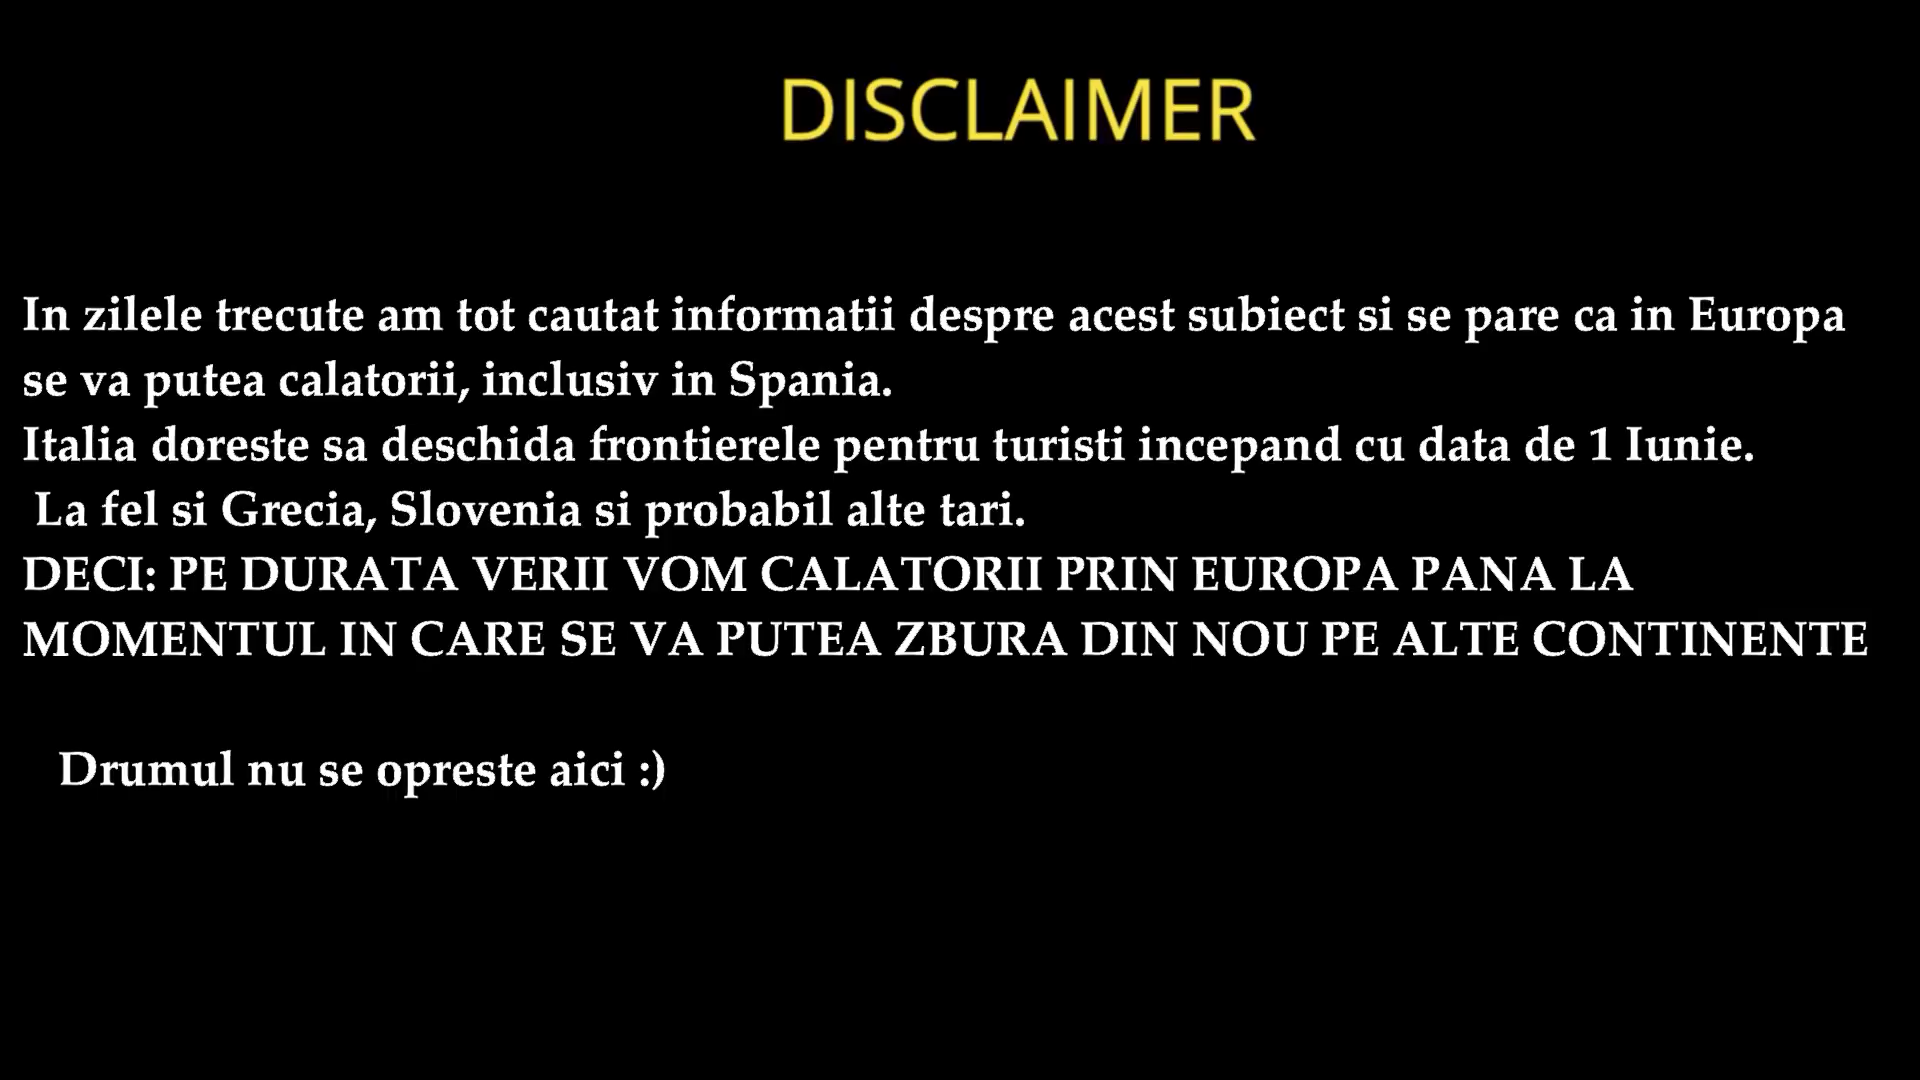 DISCLAIMER
In zilele trecute am tot cautat informatii despre acest subiect si se pare ca in Europa
se va putea calatorii, inclusiv in Spania.
Italia doreste sa deschida frontierele pentru turisti incepand cu data de 1 Iunie.
La fel si Grecia, Slovenia si probabil alte tari.
DECI: PE DURATA VERII VOM CALATORII PRIN EUROPA PANA LA
MOMENTUL IN CARE SE VA PUTEA ZBURA DIN NOU PE ALTE CONTINENTE
Drumul nu se opreste aici :)